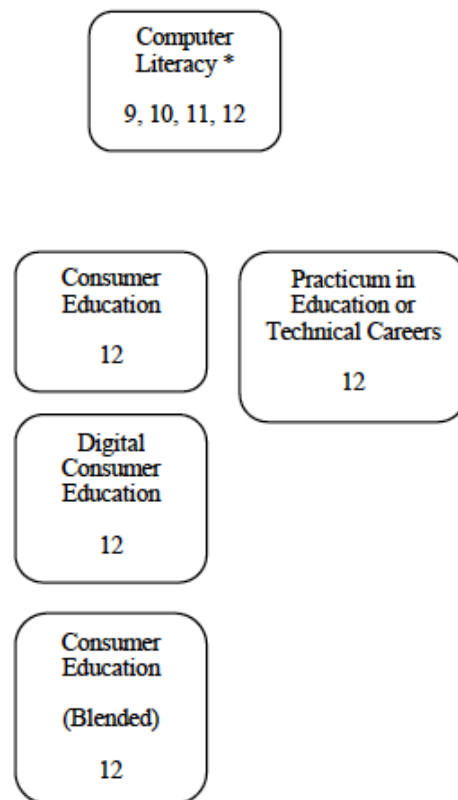 Computer
Literacy *
9, 10, 11, 12
Consumer
Education
12
Practicum in
Education or
Technical Careers
12
Digital
Consumer
Education
12
Consumer
Education
(Blended)
12